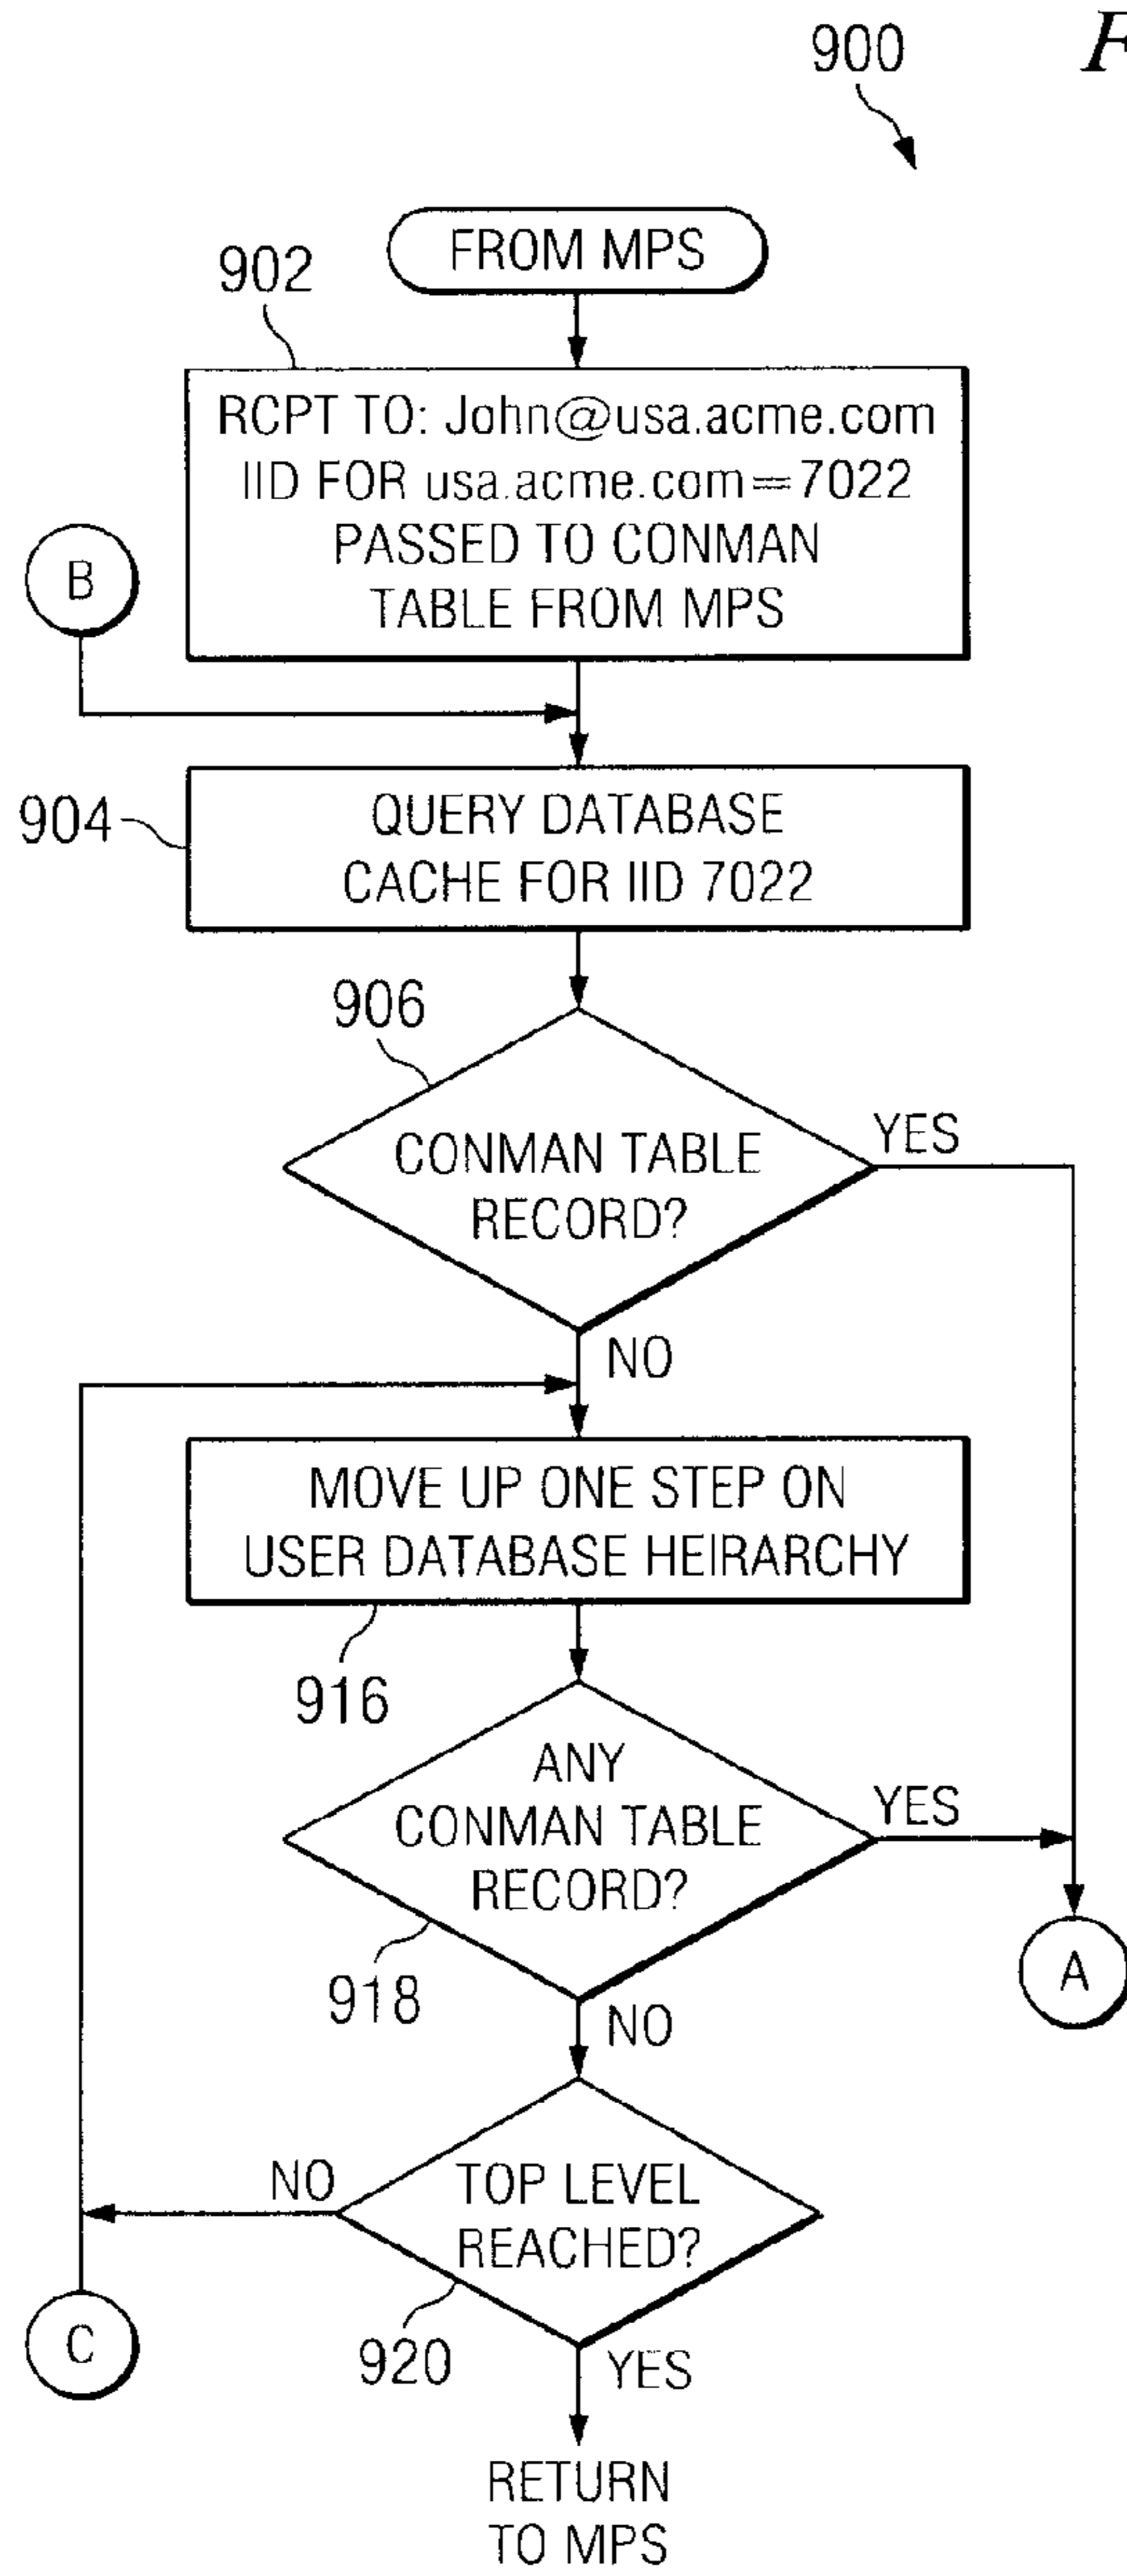 900
F
FROM MPS
902
RCPT TO: John@usa.acme.com
IID FOR usa.acme.com=7022
PASSED TO CONMAN
TABLE FROM MPS
B
904
QUERY DATABASE
CACHE FOR IID 7022
906
CONMAN TABLE
RECORD?
YES
NO
MOVE UP ONE STEP ON
USER DATABASE HEIRARCHY
916
ANY
CONMAN TABLE
RECORD?
YES
918
A
NO
TOP LEVEL
REACHED?
NO
920
C
YES
RETURN
TO MPS